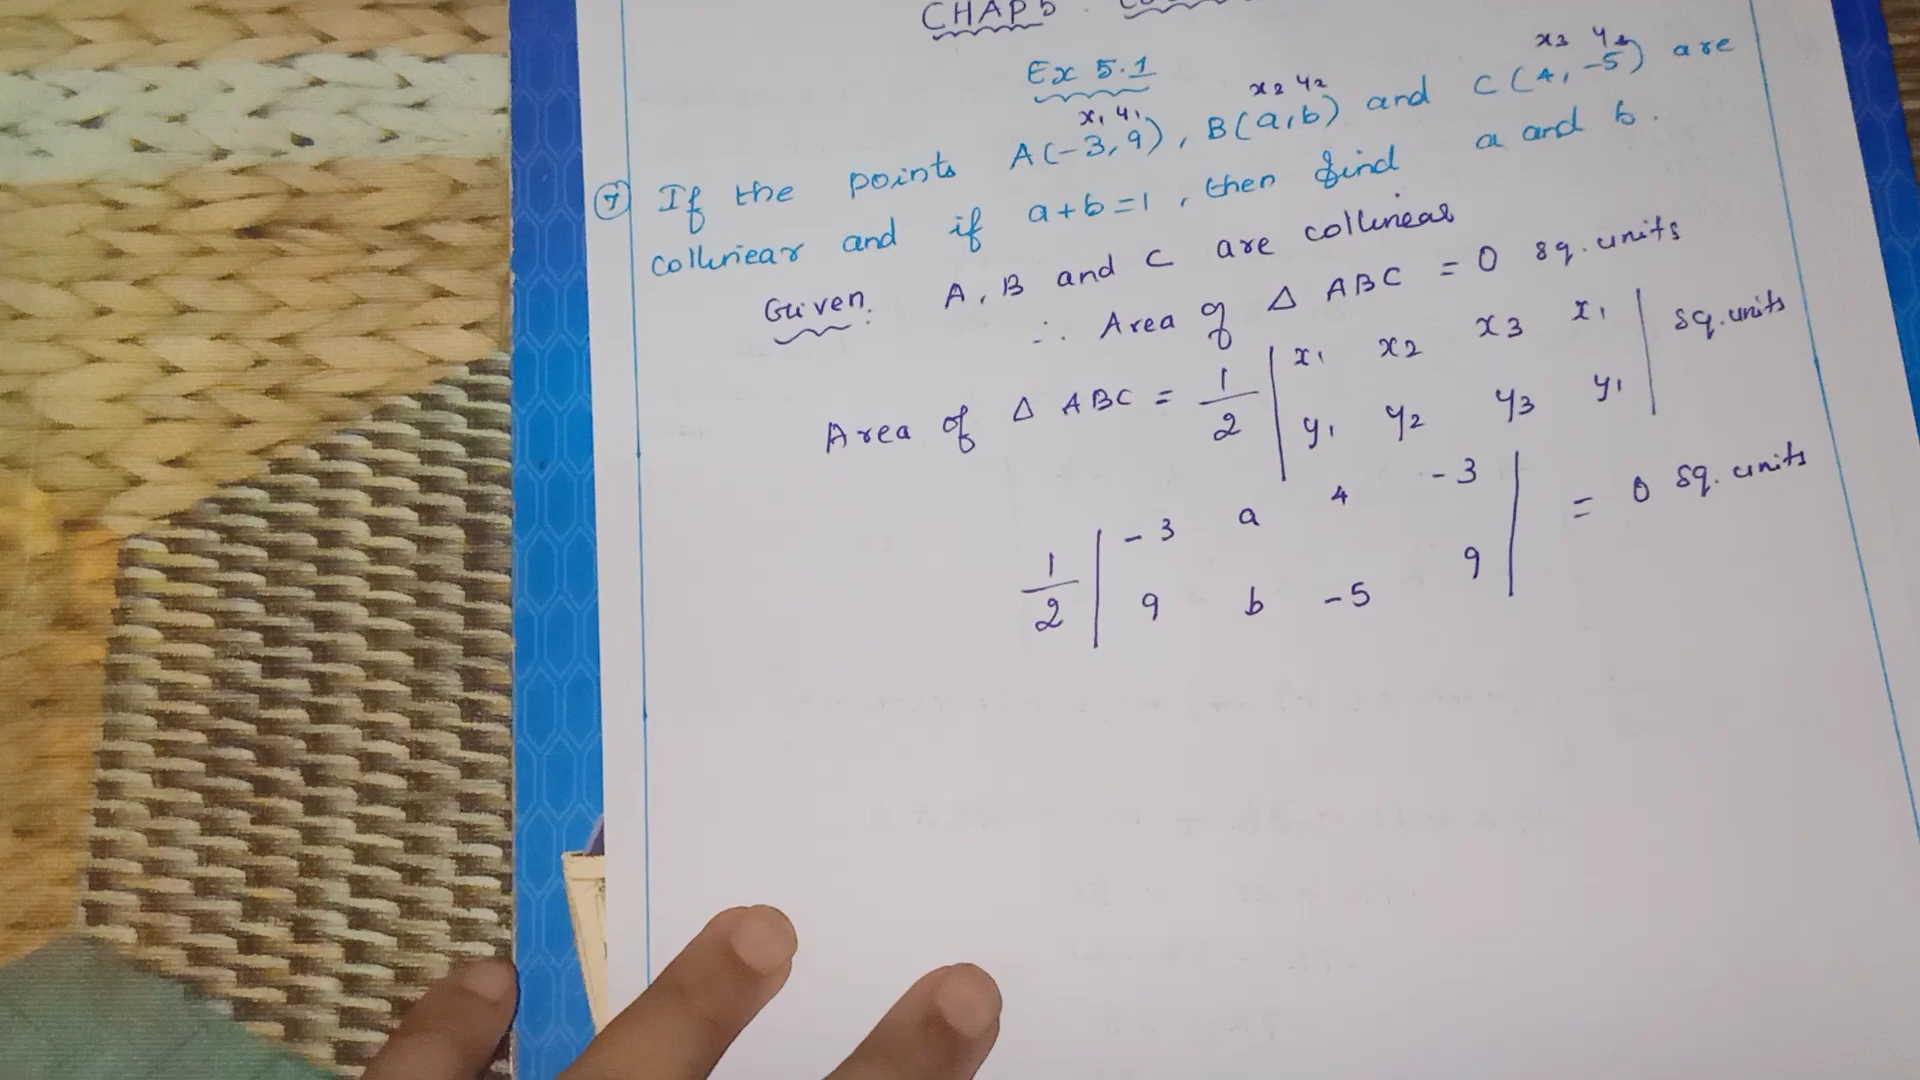 CHAP 5
Ex 5.1
x1 y1 x2 y2 x3 y3
7 If the points A(-3,9), B(a,b) and C(4,-5) are
collinear and if a+b=1, then find a and b.
Given: A, B and C are collinear
∴ Area of Δ ABC = 0 sq. units
Area of Δ ABC = 1/2 | x1 x2 x3 x1 | sq. units
y1 y2 y3 y1
1/2 | -3 a 4 -3 | = 0 sq. units
9 b -5 9